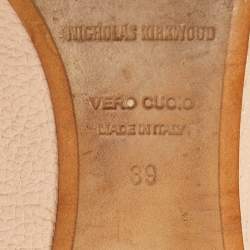 NICHOLAS KIRKWOOD
VERO CUOIO
MADE IN ITALY
39